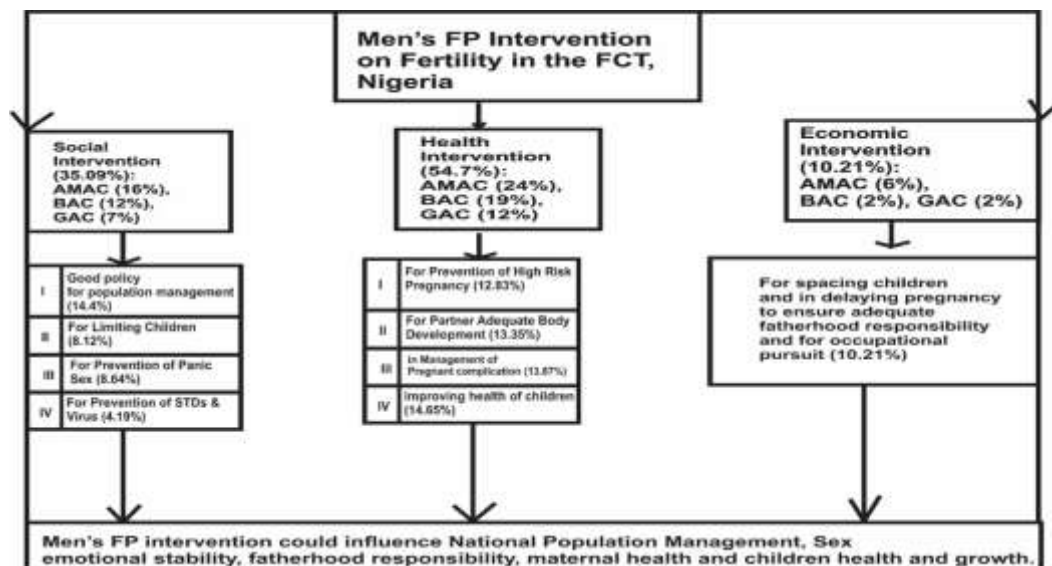 Men's FP Intervention
on Fertility in the FCT,
Nigeria
Social
Intervention
(35.09%):
AMAC (16%),
BAC (12%),
GAC (7%)
Health
Intervention
(54.7%):
AMAC (24%),
BAC (19%),
GAC (12%)
Economic
Intervention
(10.21%):
AMAC (6%),
BAC (2%), GAC (2%)
I
Good policy
for population management
(14.4%)
II
For Limiting Children
(8.12%)
III
For Prevention of Panic
Sex (8.64%)
IV
For Prevention of STDs &
Virus (4.19%)
I
For Prevention of High Risk
Pregnancy (12.83%)
II
For Partner Adequate Body
Development (13.35%)
III
in Management of
Pregnant complication (13.87%)
IV
Improving health of children
(14.65%)
For spacing children
and in delaying pregnancy
to ensure adequate
fatherhood responsibility
and for occupational
pursuit (10.21%)
Men's FP intervention could influence National Population Management, Sex
emotional stability, fatherhood responsibility, maternal health and children health and growth.